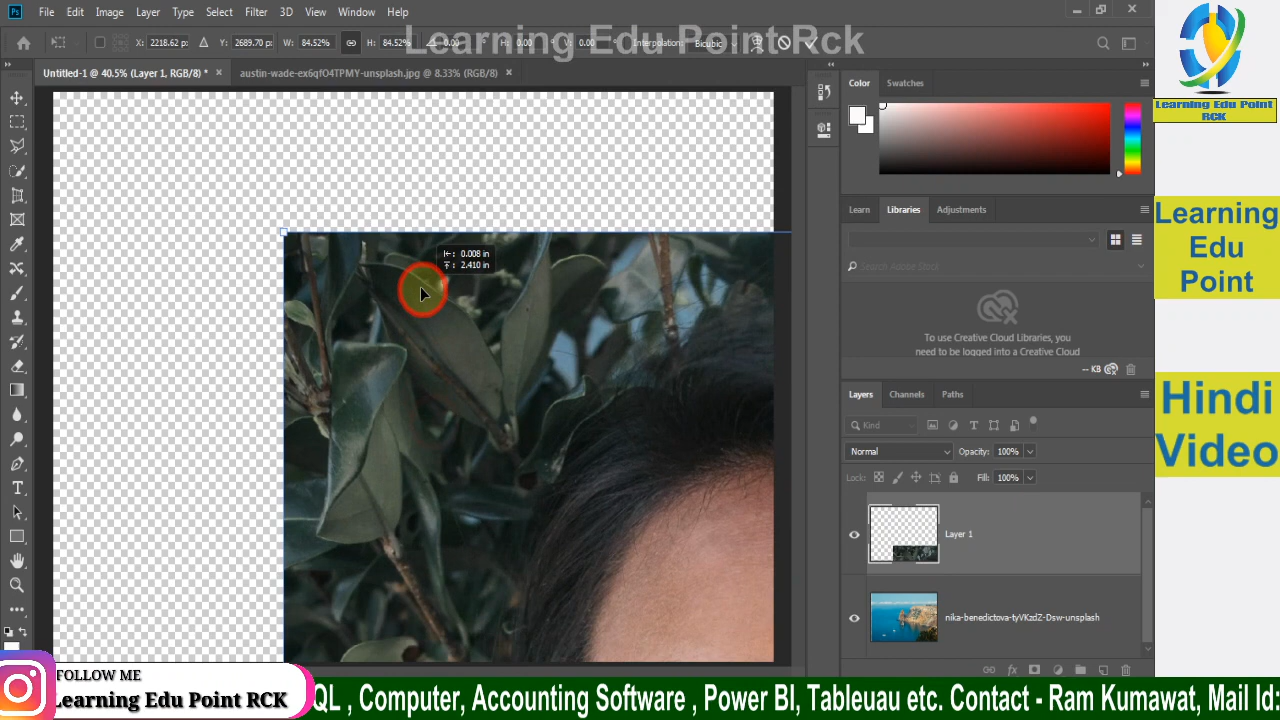 Ps File Edit Image Layer Type Select Filter 3D View Window Help
Learning Edu Point Rck
X: 2218.62 px Y: 2689.70 px W: 84.52% H: 84.52% 0.00 H: 0.00 V: 0.00 Interpolation: Bicubic
Untitled-1 @ 40.5% (Layer 1, RGB/8) * × austin-wade-ex6qfO4TPMY-unsplash.jpg @ 8.33% (RGB/8) ×
Color Swatches
Learn Libraries Adjustments
Search Adobe Stock
To use Creative Cloud Libraries, you
need to be logged into a Creative Cloud
-- KB
0.008 in
2.410 in
Layers Channels Paths
Kind
Normal Opacity: 100%
Lock: Fill: 100%
Layer 1
nika-benedictova-tyVKzdZ-Dsw-unsplash
Learning Edu Point
RCK
Learning
Edu
Point
Hindi
Video
FOLLOW ME
Learning Edu Point RCK
QL , Computer, Accounting Software , Power BI, Tableuau etc. Contact - Ram Kumawat, Mail Id: